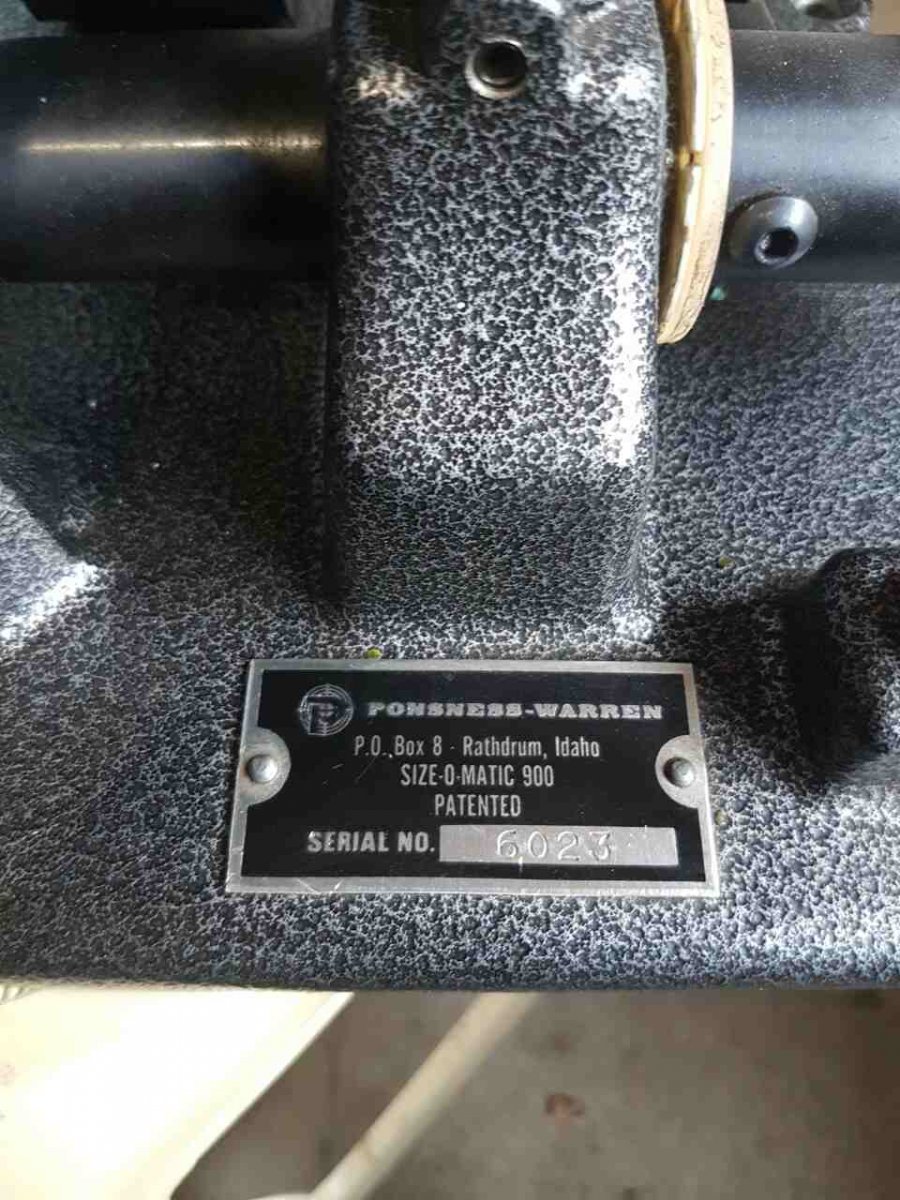 P PONSNESS-WARREN
P.O. Box 8 - Rathdrum, Idaho
SIZE-O-MATIC 900
PATENTED
SERIAL NO. 6023